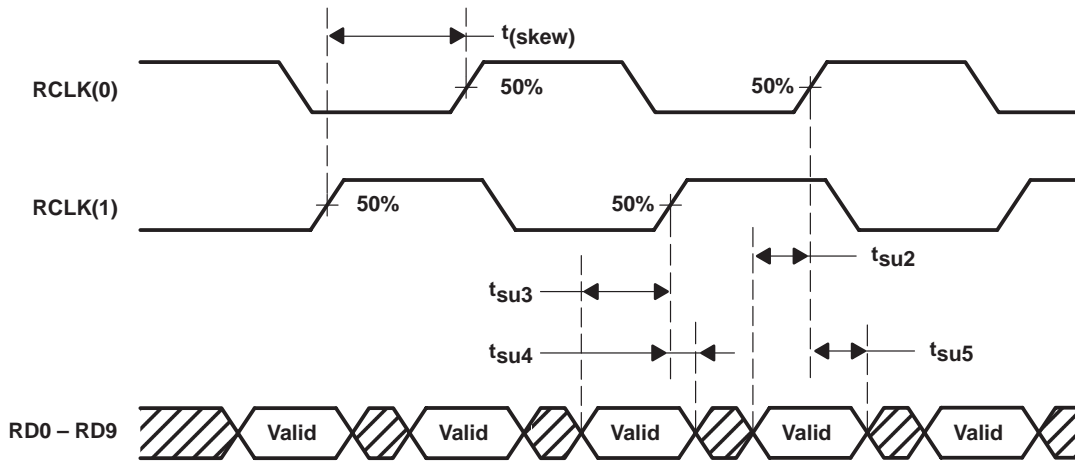 t(skew)
RCLK(0)
50%
50%
RCLK(1)
50%
50%
tsu2
tsu3
tsu4
tsu5
RD0 – RD9
Valid
Valid
Valid
Valid
Valid